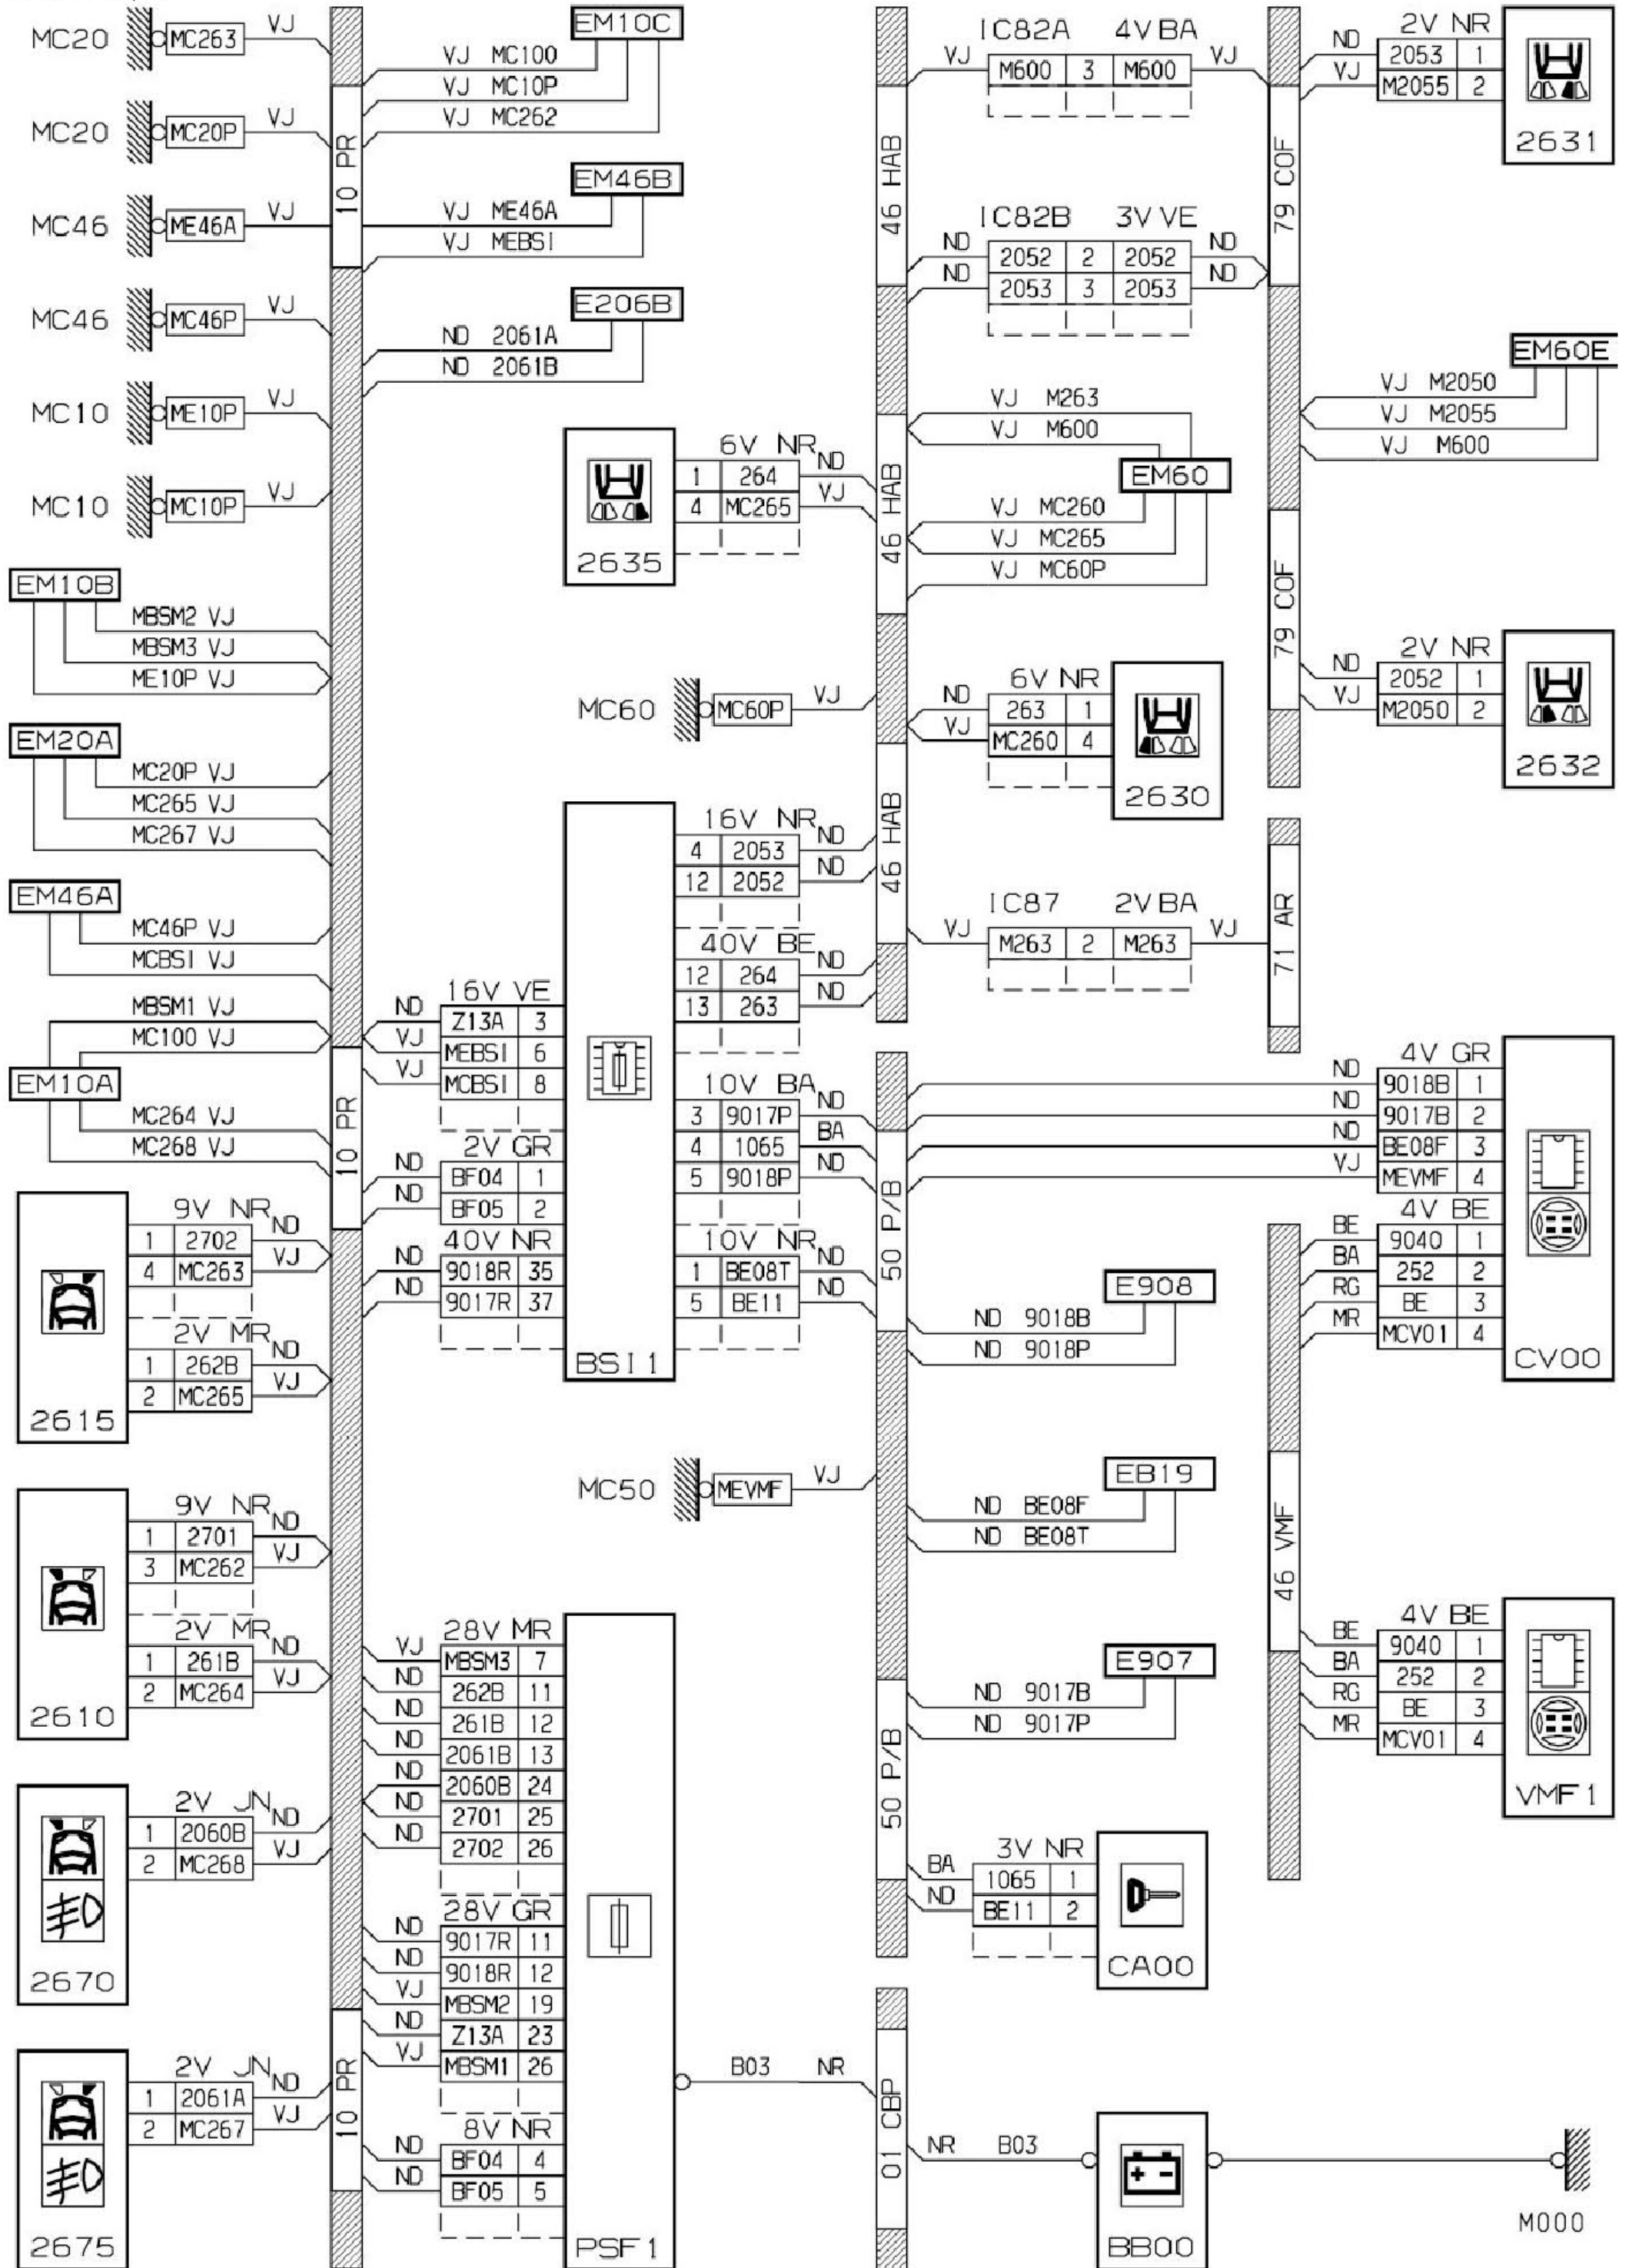 MC20 MC263 VJ
MC20 MC20P VJ
MC46 ME46A VJ
MC46 MC46P VJ
MC10 ME10P VJ
MC10 MC10P VJ
EM10B
MBSM2 VJ
MBSM3 VJ
ME10P VJ
EM20A
MC20P VJ
MC265 VJ
MC267 VJ
EM46A
MC46P VJ
MCBSI VJ
MBSM1 VJ
MC100 VJ
EM10A
MC264 VJ
MC268 VJ
9V NR
1 2702 ND
4 MC263 VJ
2V MR
1 262B ND
2 MC265 VJ
2615
9V NR
1 2701 ND
3 MC262 VJ
2V MR
1 261B ND
2 MC264 VJ
2610
2V JN
1 2060B ND
2 MC268 VJ
2670
2V JN
1 2061A ND
2 MC267 VJ
2675
10 PR
10 PR
10 PR
EM10C
VJ MC100
VJ MC10P
VJ MC262
EM46B
VJ ME46A
VJ MEBSI
E206B
ND 2061A
ND 2061B
6V NR
1 264 ND
4 MC265 VJ
2635
MC60 MC60P VJ
16V VE
ND Z13A 3
VJ MEBSI 6
VJ MCBSI 8
2V GR
ND BF04 1
ND BF05 2
40V NR
ND 9018R 35
ND 9017R 37
BSI1
16V NR
4 2053 ND
12 2052 ND
40V BE
12 264 ND
13 263 ND
10V BA
3 9017P ND
4 1065 BA
5 9018P ND
10V NR
1 BE08T ND
5 BE11 ND
MC50 MEVMF VJ
28V MR
VJ MBSM3 7
ND 262B 11
ND 261B 12
ND 2061B 13
ND 2060B 24
ND 2701 25
ND 2702 26
28V GR
ND 9017R 11
ND 9018R 12
VJ MBSM2 19
ND Z13A 23
VJ MBSM1 26
8V NR
ND BF04 4
ND BF05 5
PSF1
B03 NR
46 HAB
46 HAB
46 HAB
50 P/B
50 P/B
01 CBP
IC82A 4V BA
VJ M600 3 M600 VJ
IC82B 3V VE
ND 2052 2 2052 ND
ND 2053 3 2053 ND
VJ M263
VJ M600
EM60
VJ MC260
VJ MC265
VJ MC60P
6V NR
ND 263 1
VJ MC260 4
2630
IC87 2V BA
VJ M263 2 M263 VJ
E908
ND 9018B
ND 9018P
EB19
ND BE08F
ND BE08T
E907
ND 9017B
ND 9017P
3V NR
BA 1065 1
ND BE11 2
CA00
NR B03
BB00
M000
79 COF
79 COF
71 AR
46 VMF
2V NR
ND 2053 1
VJ M2055 2
2631
EM60E
VJ M2050
VJ M2055
VJ M600
2V NR
ND 2052 1
VJ M2050 2
2632
4V GR
ND 9018B 1
ND 9017B 2
ND BE08F 3
VJ MEVMF 4
4V BE
BE 9040 1
BA 252 2
RG BE 3
MR MCV01 4
CV00
4V BE
BE 9040 1
BA 252 2
RG BE 3
MR MCV01 4
VMF1